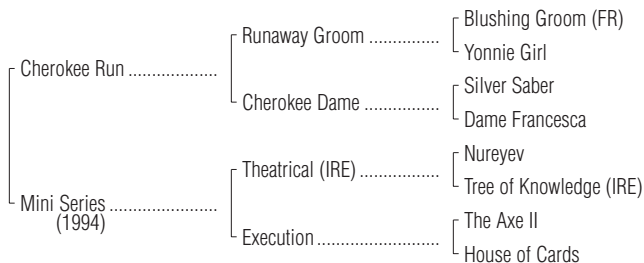 Blushing Groom (FR)
Runaway Groom ...............
Yonnie Girl
Cherokee Run ...................
Silver Saber
Cherokee Dame ................
Dame Francesca
Nureyev
Theatrical (IRE) .................
Tree of Knowledge (IRE)
Mini Series .......................
(1994)
The Axe II
Execution ..........................
House of Cards